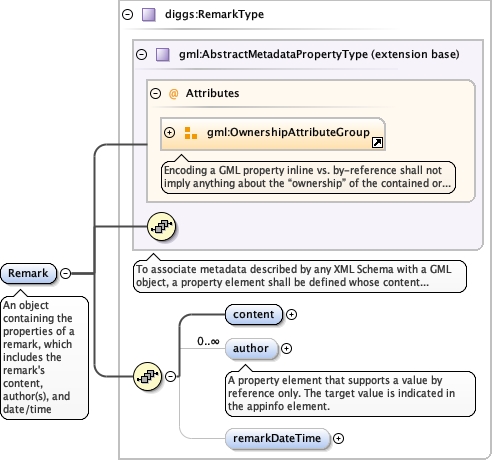 diggs:RemarkType
gml:AbstractMetadataPropertyType (extension base)
@ Attributes
gml:OwnershipAttributeGroup
Encoding a GML property inline vs. by-reference shall not
imply anything about the “ownership” of the contained or...
To associate metadata described by any XML Schema with a GML
object, a property element shall be defined whose content...
Remark
An object
containing the
properties of a
remark, which
includes the
remark's
content,
author(s), and
date/time
content
0..∞
author
A property element that supports a value by
reference only. The target value is indicated in
the appinfo element.
remarkDateTime